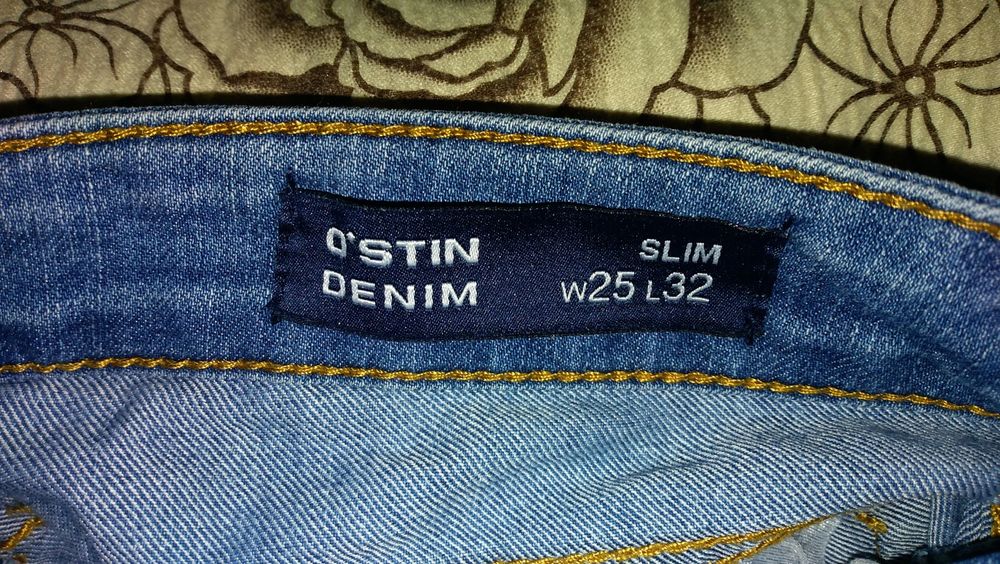 O'STIN
DENIM
SLIM
W25 L32